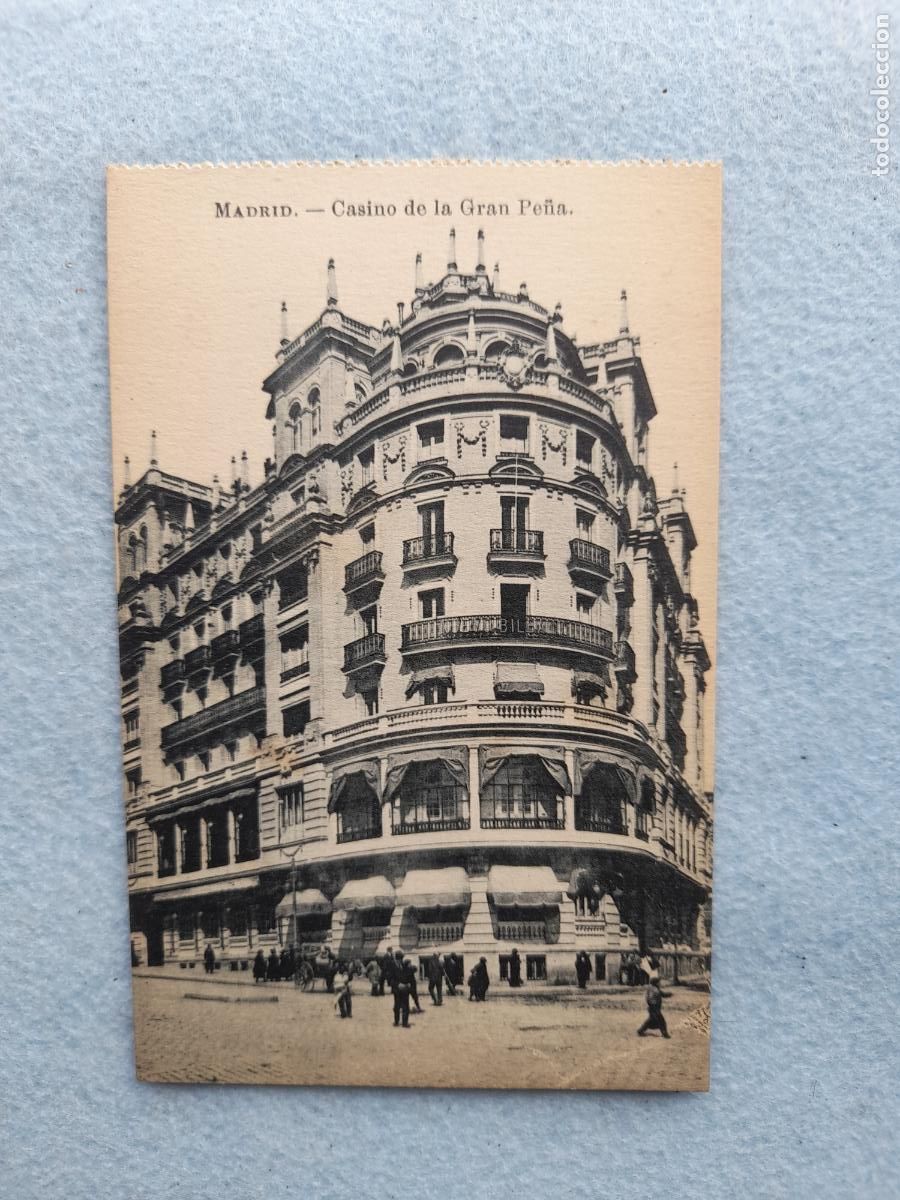 MADRID. — Casino de la Gran Peña.
todocoleccion